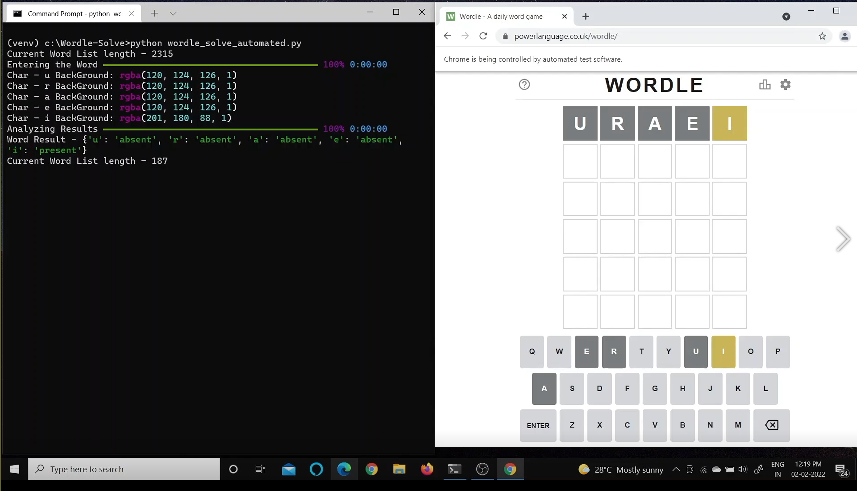 Command Prompt - python wc
(venv) c:\Wordle-Solve>python wordle_solve_automated.py
Current Word List length - 2315
Entering the Word 100% 0:00:00
Char - u BackGround: rgba(120, 124, 126, 1)
Char - r BackGround: rgba(120, 124, 126, 1)
Char - a BackGround: rgba(120, 124, 126, 1)
Char - e BackGround: rgba(120, 124, 126, 1)
Char - i BackGround: rgba(201, 180, 88, 1)
Analyzing Results 100% 0:00:00
Word Result - {'u': 'absent', 'r': 'absent', 'a': 'absent', 'e': 'absent',
'i': 'present'}
Current Word List length - 187
Wordle - A daily word game
powerlanguage.co.uk/wordle/
Chrome is being controlled by automated test software.
WORDLE
U R A E I
Q W E R T Y U I O P
A S D F G H J K L
ENTER Z X C V B N M
Type here to search
28°C Mostly sunny
ENG
IN
12:19 PM
02-02-2022
24